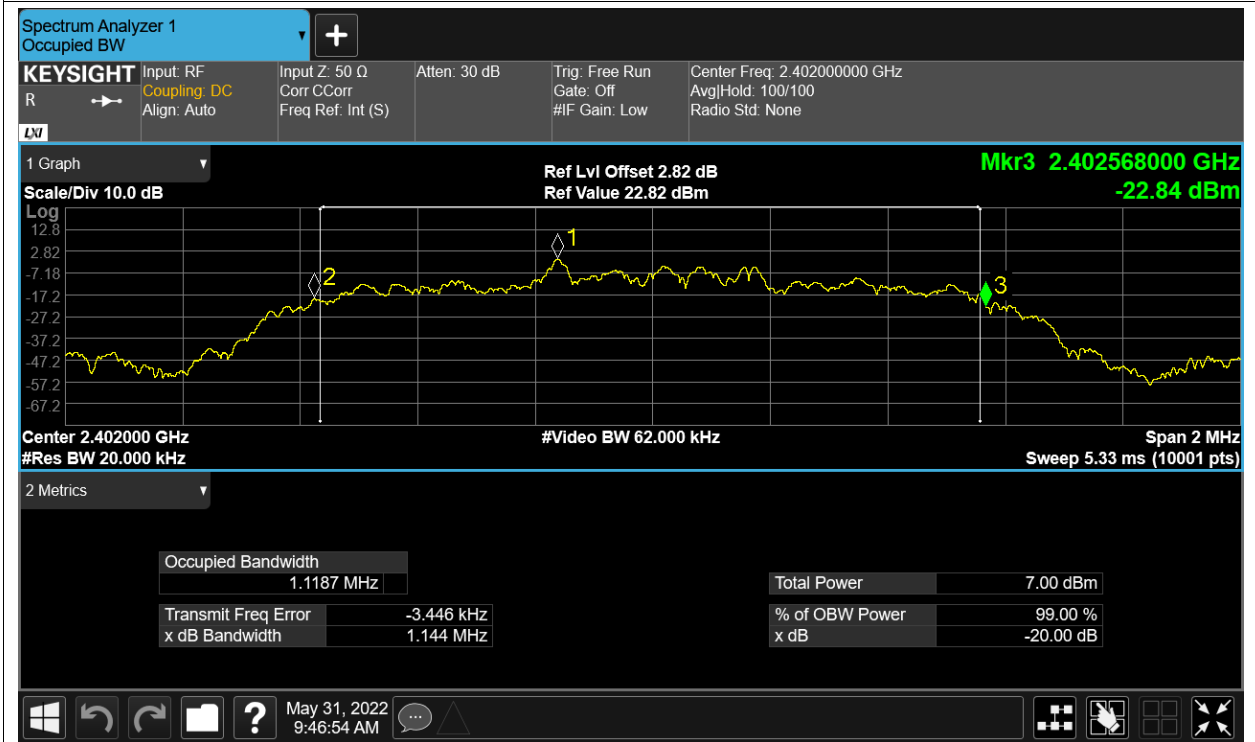 Spectrum Analyzer 1
Occupied BW
KEYSIGHT
R
LXI
Input: RF
Coupling: DC
Align: Auto
Input Z: 50 Ω
Corr CCorr
Freq Ref: Int (S)
Atten: 30 dB
Trig: Free Run
Gate: Off
#IF Gain: Low
Center Freq: 2.402000000 GHz
Avg|Hold: 100/100
Radio Std: None
1 Graph
Scale/Div 10.0 dB
Ref Lvl Offset 2.82 dB
Ref Value 22.82 dBm
Mkr3 2.402568000 GHz
-22.84 dBm
Log
12.8
2.82
-7.18
-17.2
-27.2
-37.2
-47.2
-57.2
-67.2
1
2
3
Center 2.402000 GHz
#Res BW 20.000 kHz
#Video BW 62.000 kHz
Span 2 MHz
Sweep 5.33 ms (10001 pts)
2 Metrics
Occupied Bandwidth
1.1187 MHz
Transmit Freq Error -3.446 kHz
x dB Bandwidth 1.144 MHz
Total Power 7.00 dBm
% of OBW Power 99.00 %
x dB -20.00 dB
?
May 31, 2022
9:46:54 AM